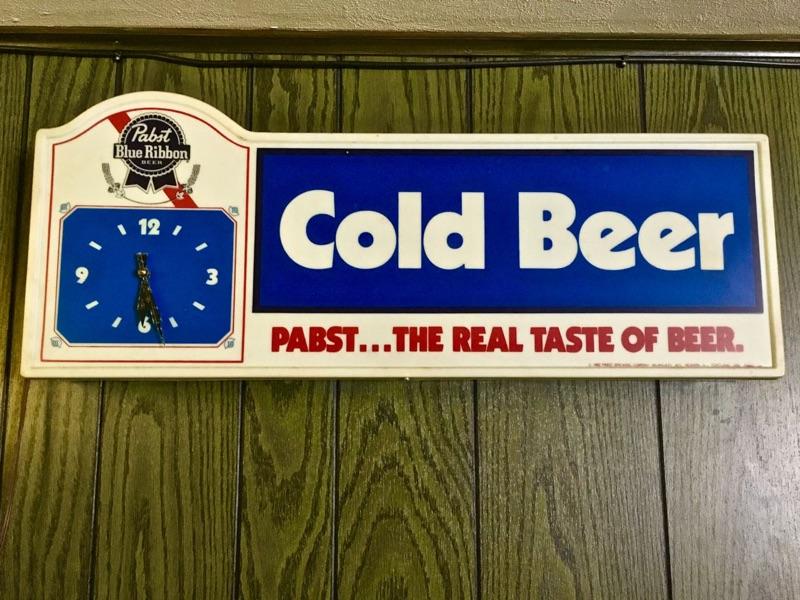 Pabst
Blue Ribbon
BEER
12
9
3
6
Cold Beer
PABST...THE REAL TASTE OF BEER.